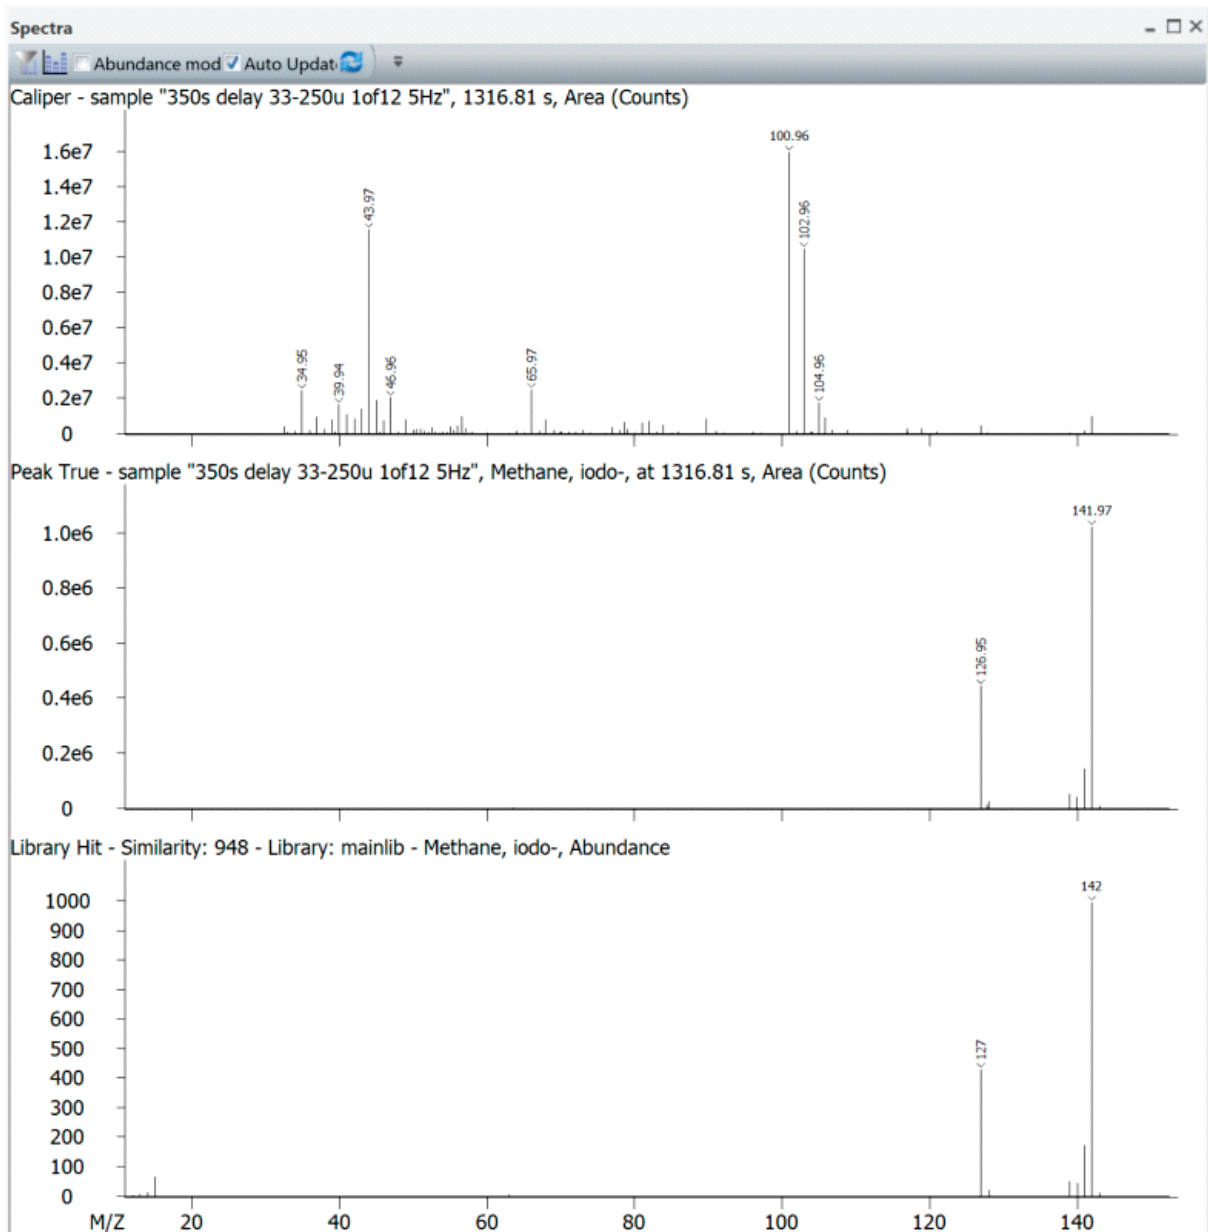 Spectra
Abundance mod Auto Updat
Caliper - sample "350s delay 33-250u 1of12 5Hz", 1316.81 s, Area (Counts)
1.6e7
1.4e7
1.2e7
1.0e7
0.8e7
0.6e7
0.4e7
0.2e7
0
34.95
39.94
43.97
46.96
65.97
100.96
102.96
104.96
Peak True - sample "350s delay 33-250u 1of12 5Hz", Methane, iodo-, at 1316.81 s, Area (Counts)
1.0e6
0.8e6
0.6e6
0.4e6
0.2e6
0
126.95
141.97
Library Hit - Similarity: 948 - Library: mainlib - Methane, iodo-, Abundance
1000
900
800
700
600
500
400
300
200
100
0
127
142
M/Z 20 40 60 80 100 120 140